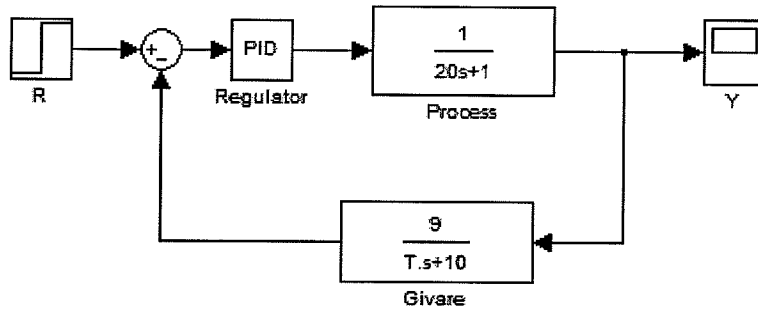 R
+
−
PID
Regulator
1
20s+1
Process
Y
9
T.s+10
Givare